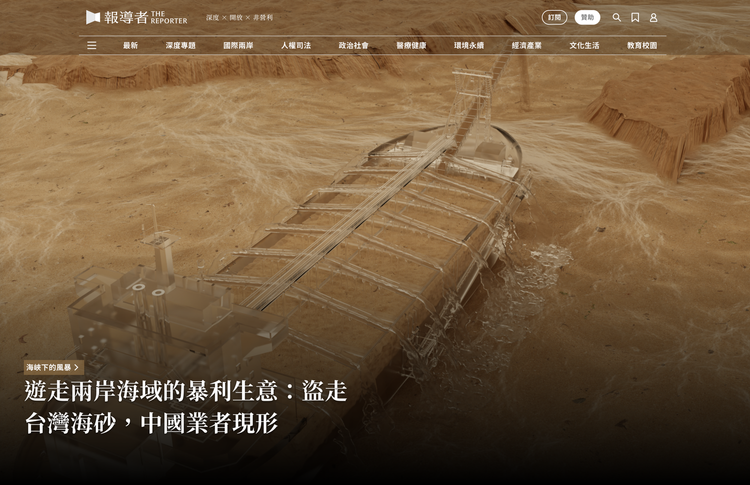 報導者 THE REPORTER
深度 × 開放 × 非營利
訂閱
贊助
最新
深度專題
國際兩岸
人權司法
政治社會
醫療健康
環境永續
經濟產業
文化生活
教育校園
海峽下的風暴
遊走兩岸海域的暴利生意：盜走
台灣海砂，中國業者現形